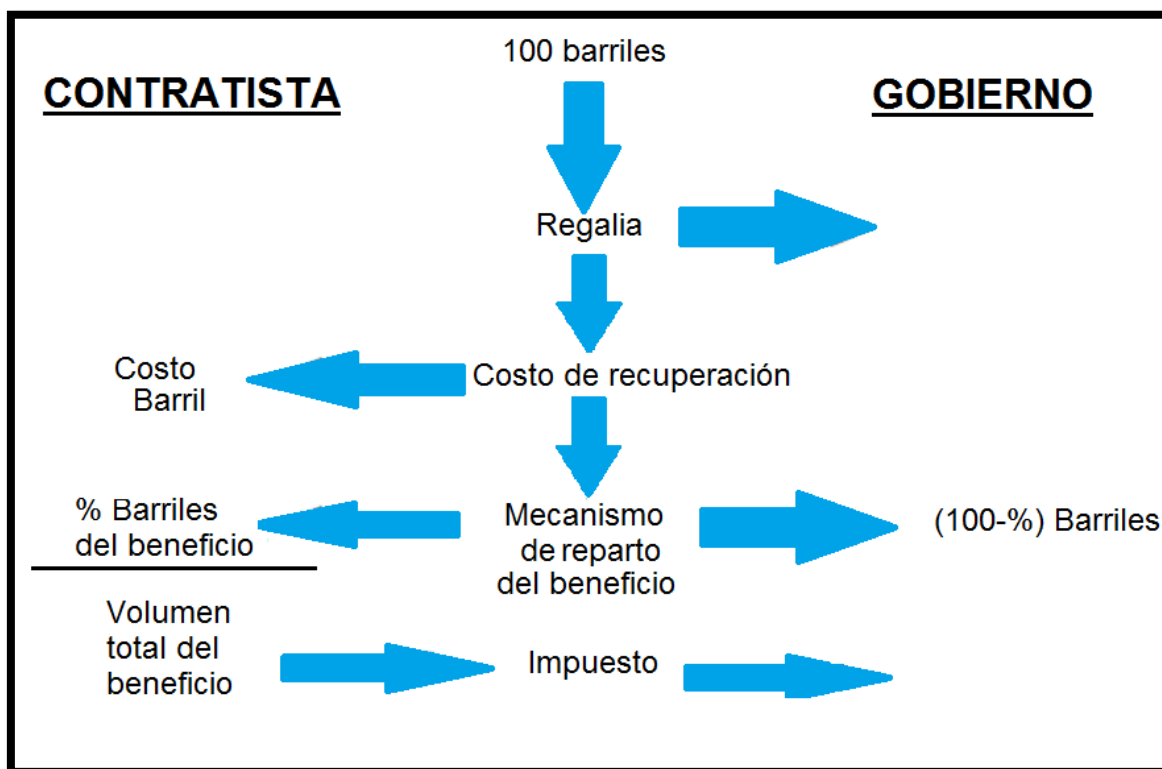 100 barriles
CONTRATISTA
GOBIERNO
Regalia
Costo
Barril
Costo de recuperación
% Barriles
del beneficio
Mecanismo
de reparto
del beneficio
(100-%) Barriles
Volumen
total del
beneficio
Impuesto